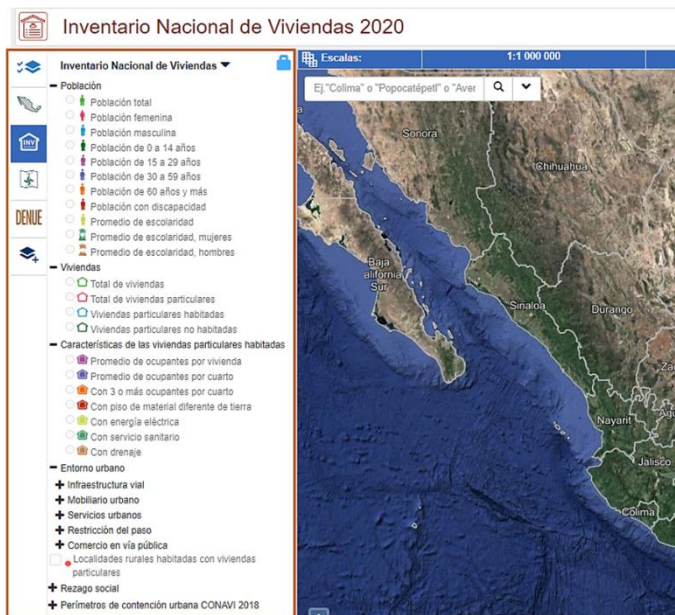 Inventario Nacional de Viviendas 2020
Inventario Nacional de Viviendas
Población
Población total
Población femenina
Población masculina
Población de 0 a 14 años
Población de 15 a 29 años
Población de 30 a 59 años
Población de 60 años y más
Población con discapacidad
Promedio de escolaridad
Promedio de escolaridad, mujeres
Promedio de escolaridad, hombres
Viviendas
Total de viviendas
Total de viviendas particulares
Viviendas particulares habitadas
Viviendas particulares no habitadas
Características de las viviendas particulares habitadas
Promedio de ocupantes por vivienda
Promedio de ocupantes por cuarto
Con 3 o más ocupantes por cuarto
Con piso de material diferente de tierra
Con energía eléctrica
Con servicio sanitario
Con drenaje
Entorno urbano
Infraestructura vial
Mobiliario urbano
Servicios urbanos
Restricción del paso
Comercio en vía pública
Localidades rurales habitadas con viviendas
particulares
Rezago social
Perímetros de contención urbana CONAVI 2018
INV
DENUE
Escalas: 1:1 000 000
Ej."Colima" o "Popocatépetl" o "Aver
a
Sonora
Chihuahua
Baja
alifornia
Sur
Sinaloa
Durango
Za
Nayarit
Agu
Jalisco
Colima